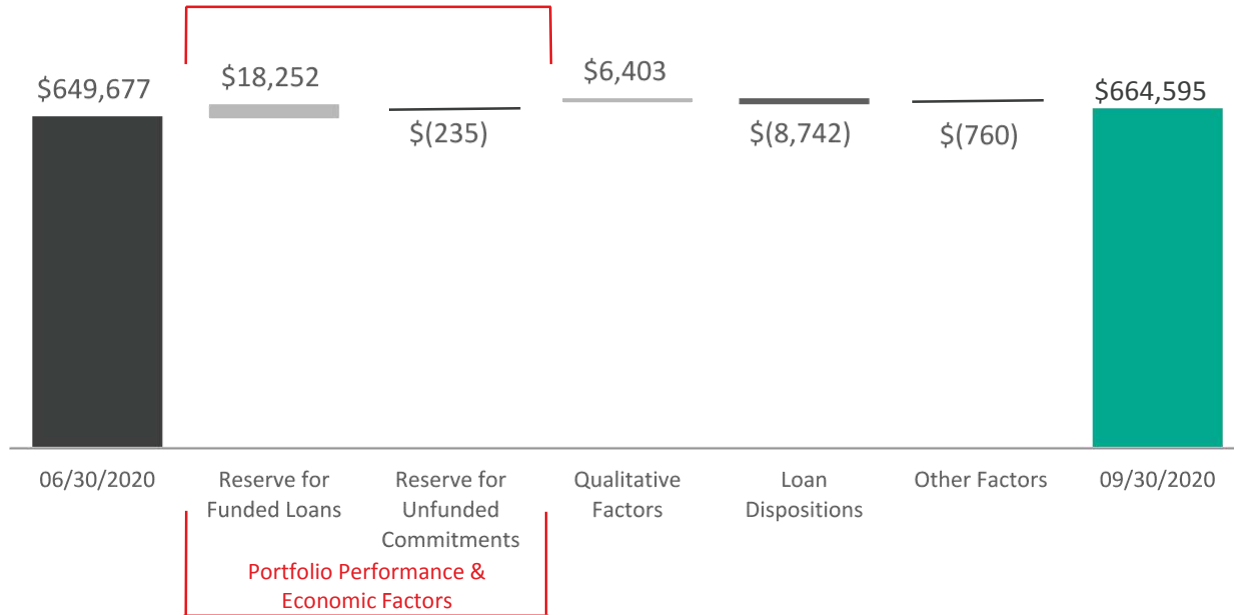 $649,677
$18,252
$(235)
$6,403
$(8,742)
$(760)
$664,595
06/30/2020
Reserve for
Funded Loans
Reserve for
Unfunded
Commitments
Qualitative
Factors
Loan
Dispositions
Other Factors
09/30/2020
Portfolio Performance &
Economic Factors